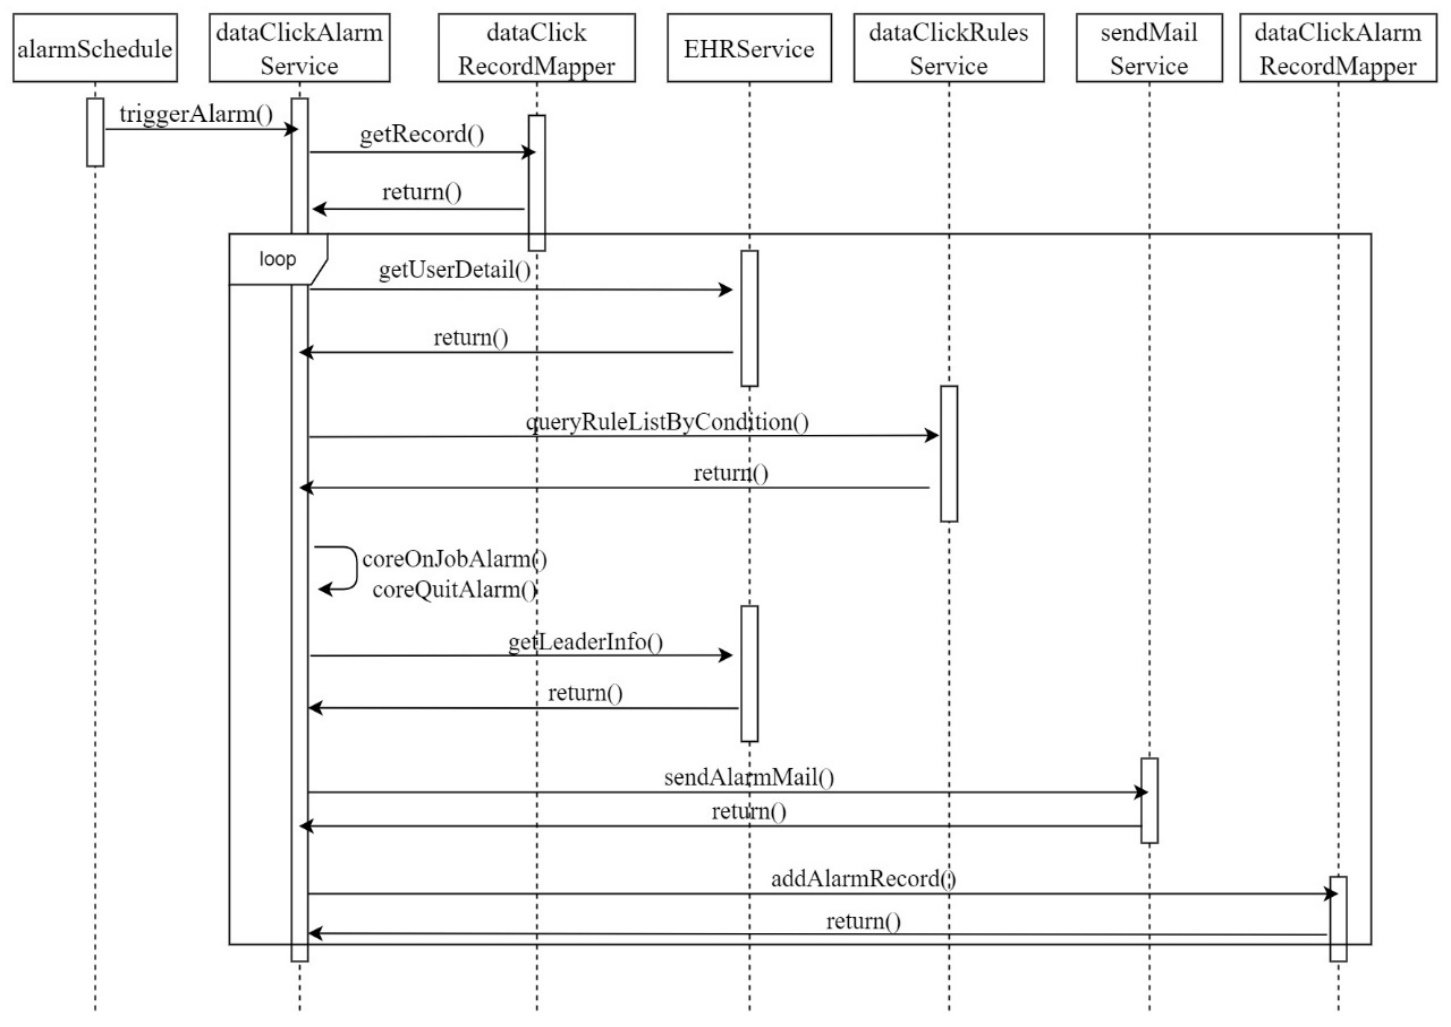 alarmSchedule
dataClickAlarm
Service
dataClick
RecordMapper
EHRService
dataClickRules
Service
sendMail
Service
dataClickAlarm
RecordMapper
triggerAlarm()
getRecord()
return()
loop
getUserDetail()
return()
queryRuleListByCondition()
return()
coreOnJobAlarm()
coreQuitAlarm()
getLeaderInfo()
return()
sendAlarmMail()
return()
addAlarmRecord()
return()